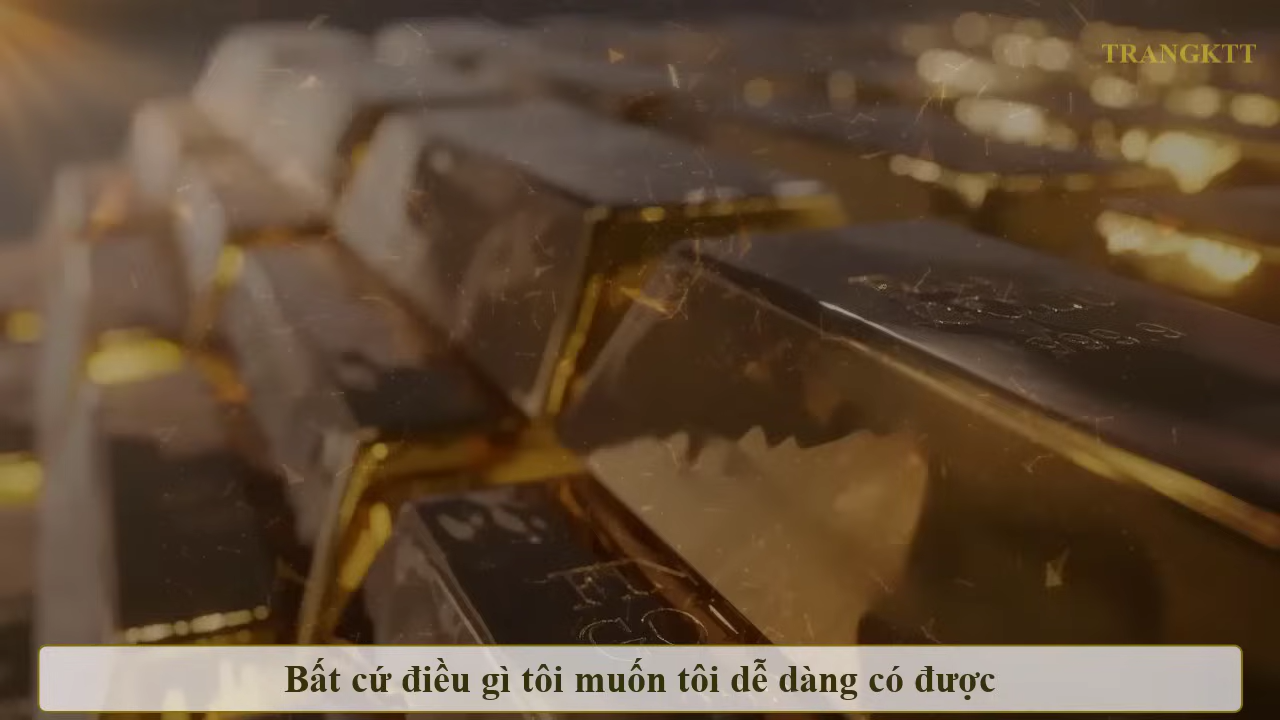 TRANGKTT
Bất cứ điều gì tôi muốn tôi dễ dàng có được